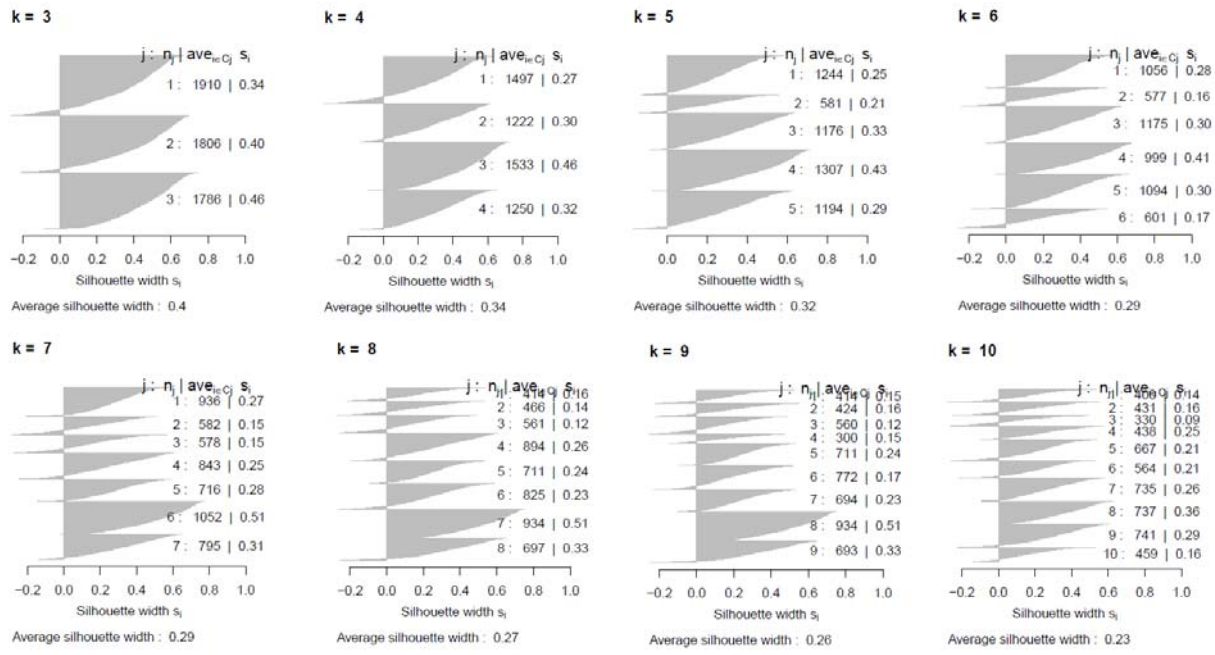 k = 3
j : nj | avei∈Cj si
1 : 1910 | 0.34
2 : 1806 | 0.40
3 : 1786 | 0.46
−0.2 0.0 0.2 0.4 0.6 0.8 1.0
Silhouette width si
Average silhouette width : 0.4
k = 4
j : nj | avei∈Cj si
1 : 1497 | 0.27
2 : 1222 | 0.30
3 : 1533 | 0.46
4 : 1250 | 0.32
−0.2 0.0 0.2 0.4 0.6 0.8 1.0
Silhouette width si
Average silhouette width : 0.34
k = 5
j : nj | avei∈Cj si
1 : 1244 | 0.25
2 : 581 | 0.21
3 : 1176 | 0.33
4 : 1307 | 0.43
5 : 1194 | 0.29
0.0 0.2 0.4 0.6 0.8 1.0
Silhouette width si
Average silhouette width : 0.32
k = 6
j : nj | avei∈Cj si
1 : 1056 | 0.28
2 : 577 | 0.16
3 : 1175 | 0.30
4 : 999 | 0.41
5 : 1094 | 0.30
6 : 601 | 0.17
−0.2 0.0 0.2 0.4 0.6 0.8 1.0
Silhouette width si
Average silhouette width : 0.29
k = 7
j : nj | avei∈Cj si
1 : 936 | 0.27
2 : 582 | 0.15
3 : 578 | 0.15
4 : 843 | 0.25
5 : 716 | 0.28
6 : 1052 | 0.51
7 : 795 | 0.31
−0.2 0.0 0.2 0.4 0.6 0.8 1.0
Silhouette width si
Average silhouette width : 0.29
k = 8
j : nj | avei∈Cj si
1 : 414 | 0.16
2 : 466 | 0.14
3 : 561 | 0.12
4 : 894 | 0.26
5 : 711 | 0.24
6 : 825 | 0.23
7 : 934 | 0.51
8 : 697 | 0.33
−0.2 0.0 0.2 0.4 0.6 0.8 1.0
Silhouette width si
Average silhouette width : 0.27
k = 9
j : nj | avei∈Cj si
1 : 414 | 0.15
2 : 424 | 0.16
3 : 560 | 0.12
4 : 300 | 0.15
5 : 711 | 0.24
6 : 772 | 0.17
7 : 694 | 0.23
8 : 934 | 0.51
9 : 693 | 0.33
−0.2 0.0 0.2 0.4 0.6 0.8 1.0
Silhouette width si
Average silhouette width : 0.26
k = 10
j : nj | avei∈Cj si
1 : | 0.14
2 : 431 | 0.16
3 : 330 | 0.09
4 : 438 | 0.25
5 : 667 | 0.21
6 : 564 | 0.21
7 : 735 | 0.26
8 : 737 | 0.36
9 : 741 | 0.29
10 : 459 | 0.16
−0.2 0.0 0.2 0.4 0.6 0.8 1.0
Silhouette width si
Average silhouette width : 0.23